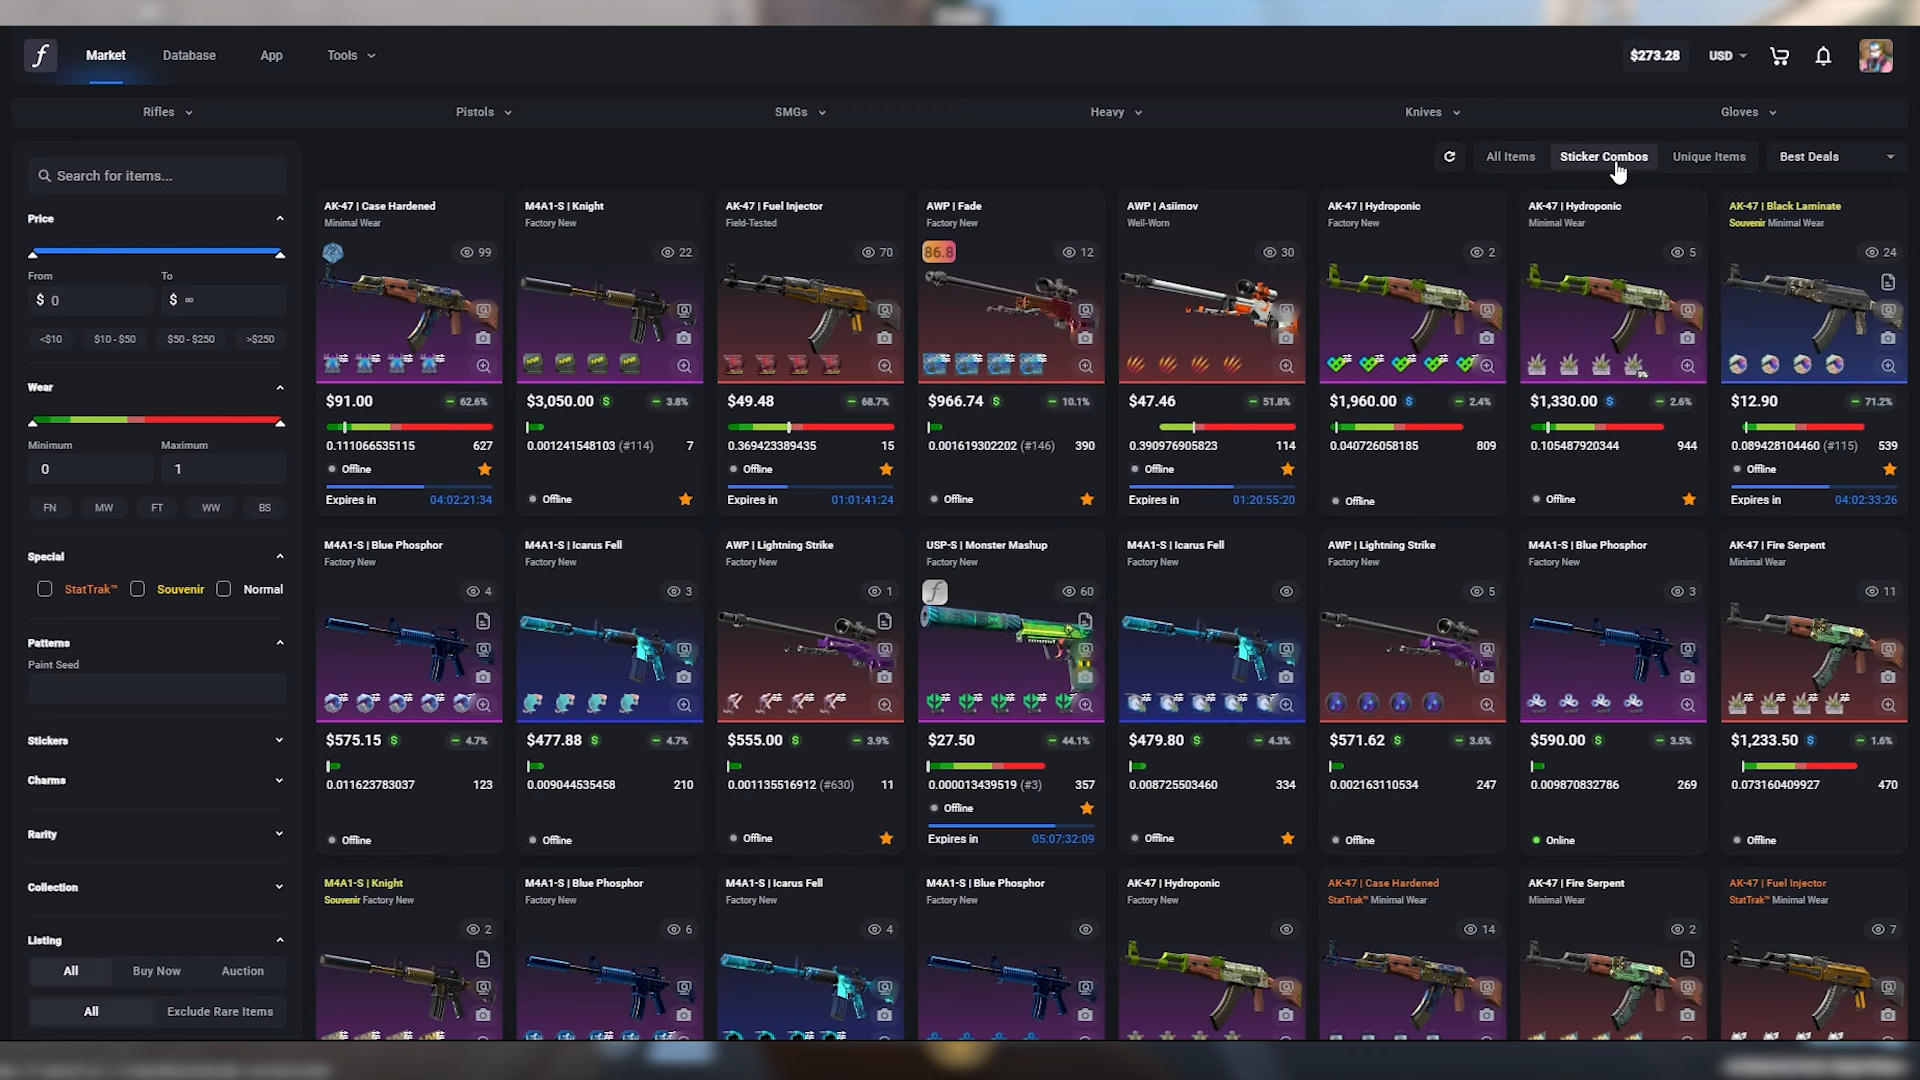 f Market Database App Tools $273.28 USD
Rifles Pistols SMGs Heavy Knives Gloves
All Items Sticker Combos Unique Items Best Deals
Search for items...
Price
From To
$ 0 $ ∞
<$10 $10 - $50 $50 - $250 >$250
Wear
Minimum Maximum
0 1
FN MW FT WW BS
Special
StatTrak™ Souvenir Normal
Patterns
Paint Seed
Stickers
Charms
Rarity
Collection
Listing
All Buy Now Auction
All Exclude Rare Items
AK-47 | Case Hardened
Minimal Wear
99
$91.00 62.6%
0.111066535115 627
Offline
Expires in 04:02:21:34
M4A1-S | Knight
Factory New
22
$3,050.00 $ 3.8%
0.001241548103 (#114) 7
Offline
AK-47 | Fuel Injector
Field-Tested
70
$49.48 68.7%
0.369423389435 15
Offline
Expires in 01:01:41:24
AWP | Fade
Factory New
86.8 12
$966.74 $ 10.1%
0.001619302202 (#146) 390
Offline
AWP | Asiimov
Well-Worn
30
$47.46 51.8%
0.390976905823 114
Offline
Expires in 01:20:55:20
AK-47 | Hydroponic
Factory New
2
$1,960.00 $ 2.4%
0.040726058185 809
Offline
AK-47 | Hydroponic
Minimal Wear
5
9%
$1,330.00 $ 2.6%
0.105487920344 944
Offline
AK-47 | Black Laminate
Souvenir Minimal Wear
24
$12.90 71.2%
0.089428104460 (#115) 539
Offline
Expires in 04:02:33:26
M4A1-S | Blue Phosphor
Factory New
4
$575.15 $ 4.7%
0.011623783037 123
Offline
M4A1-S | Icarus Fell
Factory New
3
$477.88 $ 4.7%
0.009044535458 210
Offline
AWP | Lightning Strike
Factory New
1
$555.00 $ 3.9%
0.001135516912 (#630) 11
Offline
USP-S | Monster Mashup
Factory New
f 60
$27.50 44.1%
0.000013439519 (#3) 357
Offline
Expires in 05:07:32:09
M4A1-S | Icarus Fell
Factory New
$479.80 $ 4.3%
0.008725503460 334
Offline
AWP | Lightning Strike
Factory New
5
$571.62 $ 3.6%
0.002163110534 247
Offline
M4A1-S | Blue Phosphor
Factory New
3
$590.00 $ 3.5%
0.009870832786 269
Online
AK-47 | Fire Serpent
Minimal Wear
11
$1,233.50 $ 1.6%
0.073160409927 470
Offline
M4A1-S | Knight
Souvenir Factory New
2
M4A1-S | Blue Phosphor
Factory New
6
M4A1-S | Icarus Fell
Factory New
4
M4A1-S | Blue Phosphor
Factory New
AK-47 | Hydroponic
Factory New
AK-47 | Case Hardened
StatTrak™ Minimal Wear
14
AK-47 | Fire Serpent
Minimal Wear
2
AK-47 | Fuel Injector
StatTrak™ Minimal Wear
7